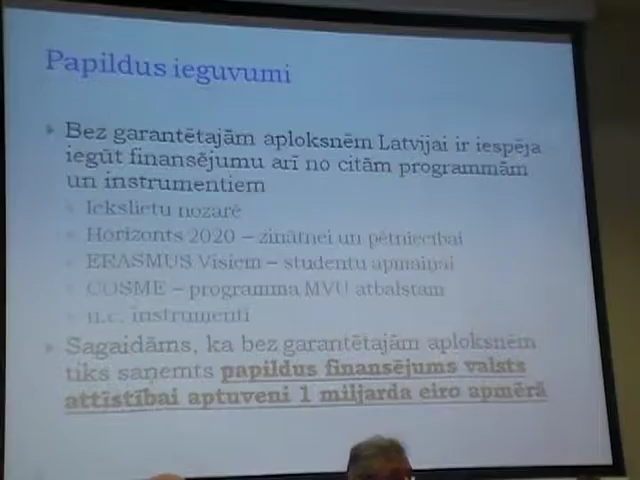 Papildus ieguvumi
Bez garantētajām aploksnēm Latvijai ir iespēja
iegūt finansējumu arī no citām programmām
un instrumentiem
Iekšlietu nozarē
Horizonts 2020 – zinātnei un pētniecībai
ERASMUS Visiem – studentu apmaiņai
COSME – programma MVU atbalstam
u.c. instrumenti
Sagaidāms, ka bez garantētajām aploksnēm
tiks saņemts papildus finansējums valsts
attīstībai aptuveni 1 miljarda eiro apmērā